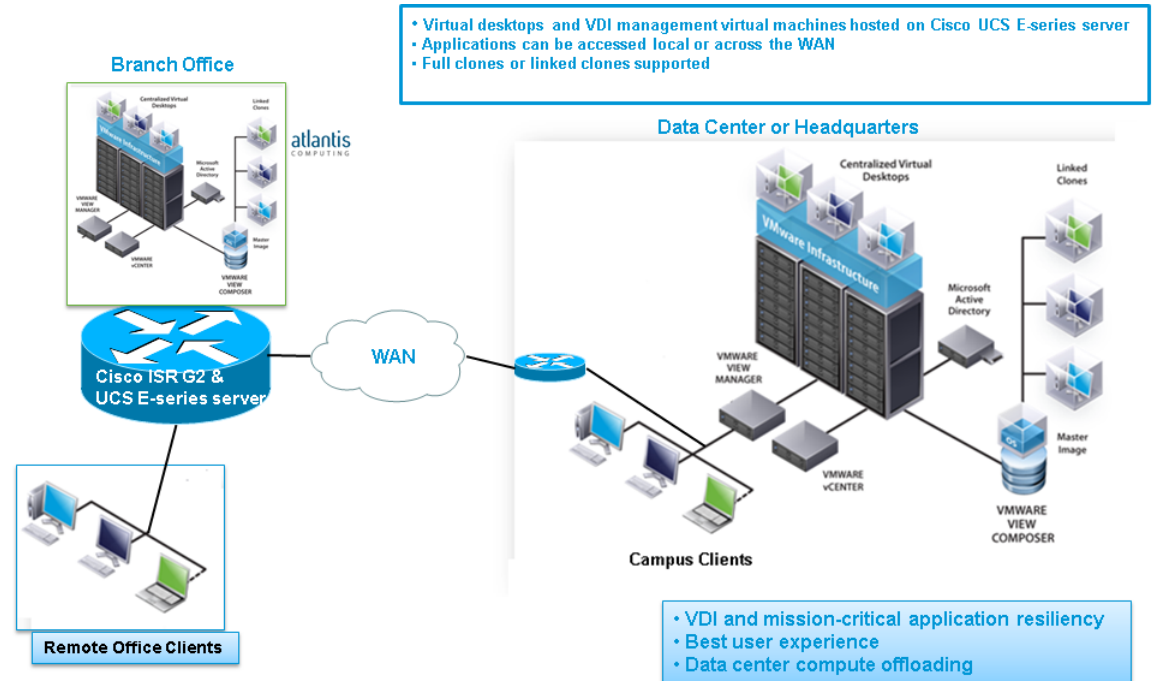 • Virtual desktops and VDI management virtual machines hosted on Cisco UCS E-series server
• Applications can be accessed local or across the WAN
• Full clones or linked clones supported
Branch Office
Centralized Virtual
Desktops
Linked
Clones
VMware Infrastructure
Microsoft
Active
Directory
VMWARE
VIEW
MANAGER
VMWARE
vCENTER
Master
Image
VMWARE
VIEW
COMPOSER
atlantis
COMPUTING
Cisco ISR G2 &
UCS E-series server
WAN
Remote Office Clients
Data Center or Headquarters
Centralized Virtual
Desktops
Linked
Clones
VMware Infrastructure
Microsoft
Active
Directory
VMWARE
VIEW
MANAGER
VMWARE
vCENTER
OS
Master
Image
VMWARE
VIEW
COMPOSER
Campus Clients
• VDI and mission-critical application resiliency
• Best user experience
• Data center compute offloading